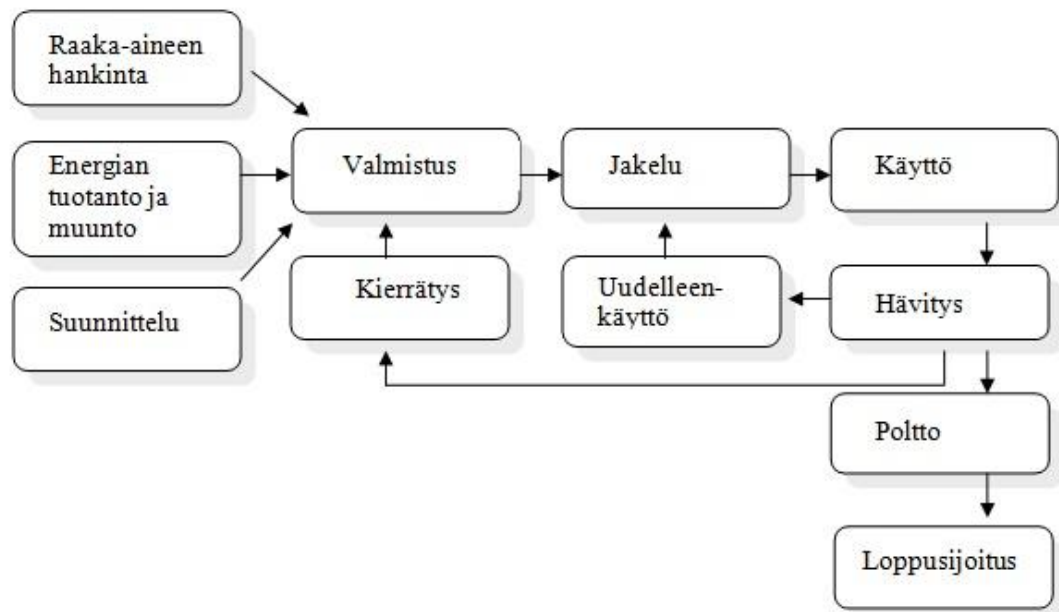 Raaka-aineen
hankinta
Energian
tuotanto ja
muunto
Suunnittelu
Valmistus
Jakelu
Käyttö
Kierrätys
Uudelleen-
käyttö
Hävitys
Poltto
Loppusijoitus